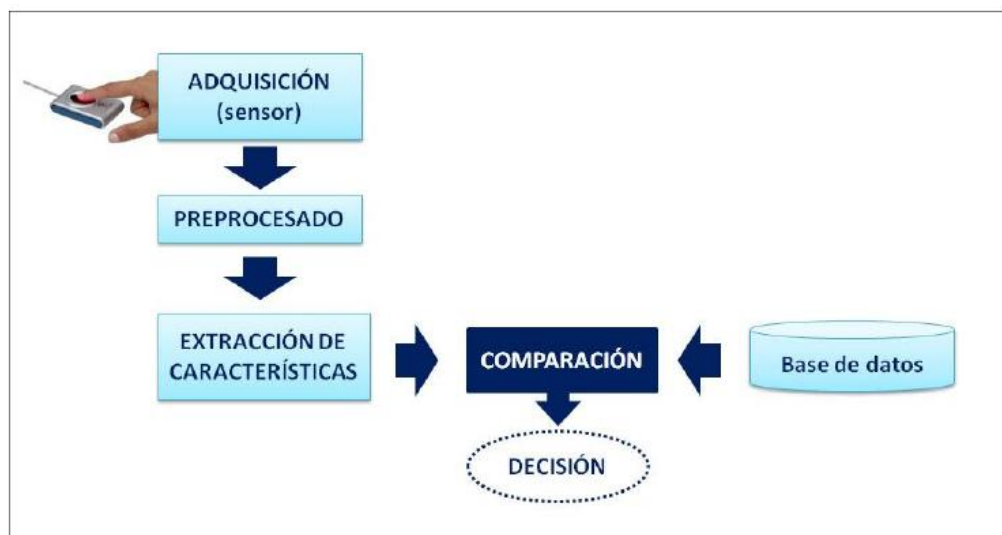 ADQUISICIÓN
(sensor)
PREPROCESADO
EXTRACCIÓN DE
CARACTERÍSTICAS
COMPARACIÓN
Base de datos
DECISIÓN